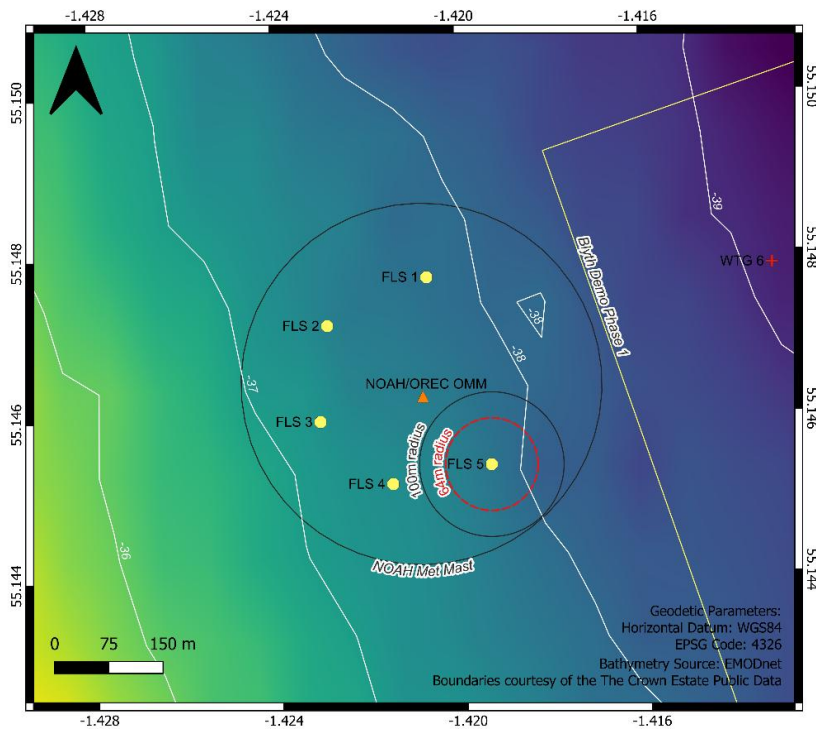 -1.424
-1.428
-1.420
-1.416
55.150
55.150
-39
55.148
FLS 1
WTG 6
55.148
Blyth Demo Phase 1
-38
FLS 2
-38
-37
NOAH/OREC OMM
55.146
FLS 3
55.146
100m radius
64m radius
FLS 5
FLS 4
-36
NOAH Met Mast
55.144
55.144
Geodetic Parameters:
Horizontal Datum: WGS84
EPSG Code: 4326
Bathymetry Source: EMODnet
Boundaries courtesy of the The Crown Estate Public Data
0 75 150 m
-1.428
-1.424
-1.420
-1.416